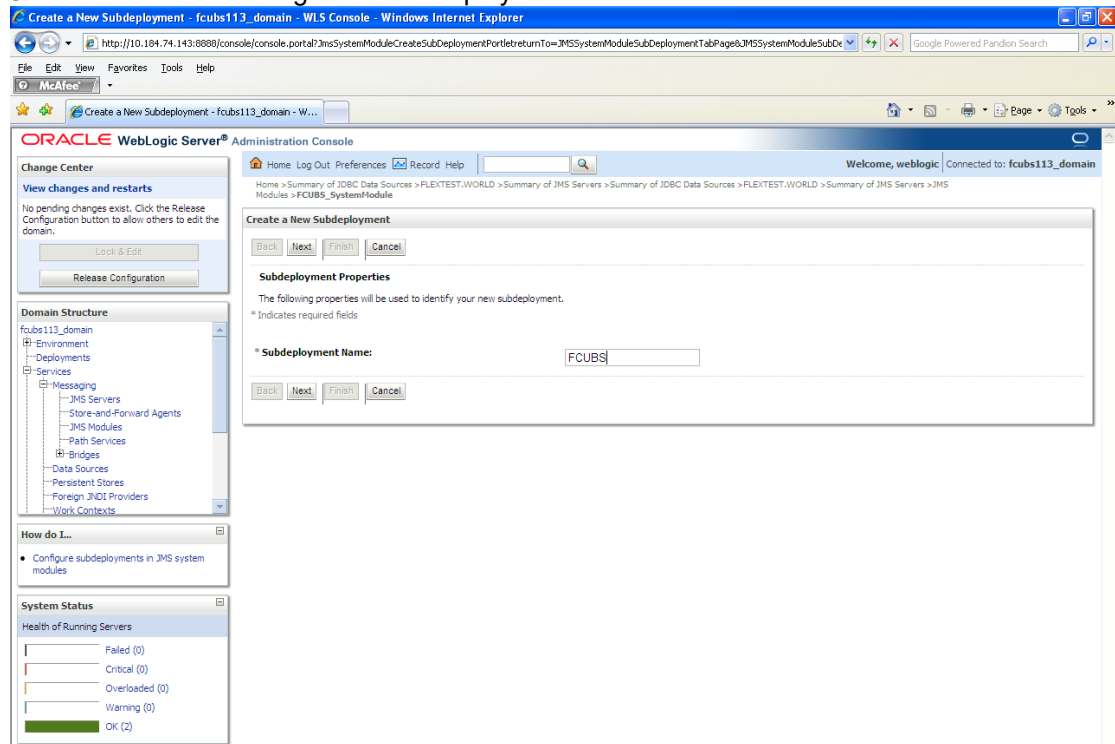 Create a New Subdeployment - fcubs113_domain - WLS Console - Windows Internet Explorer
http://10.184.74.143:8888/console/console.portal?JmsSystemModuleCreateSubDeploymentPortletreturnTo=JMSSystemModuleSubDeploymentTabPage&JMSSystemModuleSubDe
Google Powered Pandion Search
File Edit View Favorites Tools Help
McAfee
Create a New Subdeployment - fcubs113_domain - W...
Page Tools
ORACLE WebLogic Server® Administration Console
Change Center
View changes and restarts
No pending changes exist. Click the Release
Configuration button to allow others to edit the
domain.
Lock & Edit
Release Configuration
Domain Structure
fcubs113_domain
Environment
Deployments
Services
Messaging
JMS Servers
Store-and-Forward Agents
JMS Modules
Path Services
Bridges
Data Sources
Persistent Stores
Foreign JNDI Providers
Work Contexts
How do I...
Configure subdeployments in JMS system
modules
System Status
Health of Running Servers
Failed (0)
Critical (0)
Overloaded (0)
Warning (0)
OK (2)
Home Log Out Preferences Record Help
Welcome, weblogic Connected to: fcubs113_domain
Home >Summary of JDBC Data Sources >FLEXTEST.WORLD >Summary of JMS Servers >Summary of JDBC Data Sources >FLEXTEST.WORLD >Summary of JMS Servers >JMS
Modules >FCUBS_SystemModule
Create a New Subdeployment
Back Next Finish Cancel
Subdeployment Properties
The following properties will be used to identify your new subdeployment.
* Indicates required fields
* Subdeployment Name: FCUBS
Back Next Finish Cancel